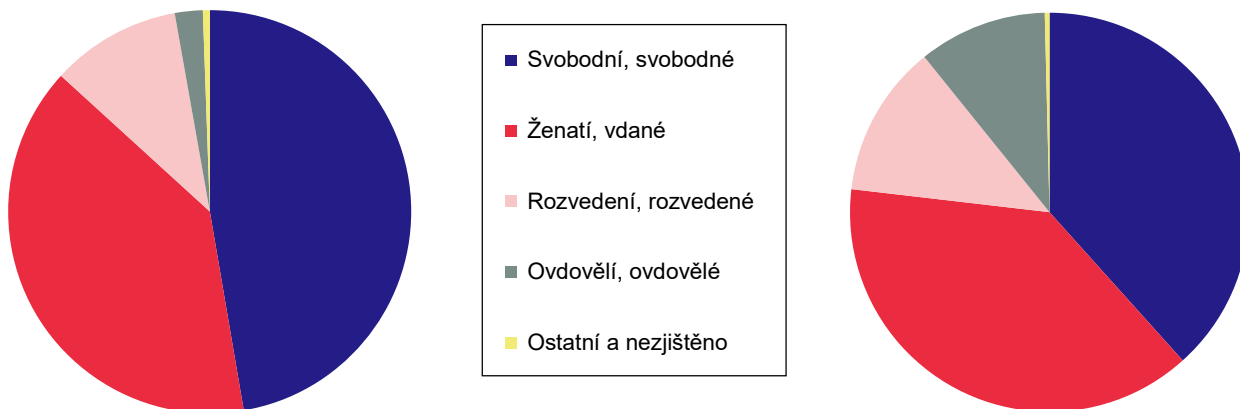 Svobodní, svobodné
Ženatí, vdané
Rozvedení, rozvedené
Ovdovělí, ovdovělé
Ostatní a nezjištěno